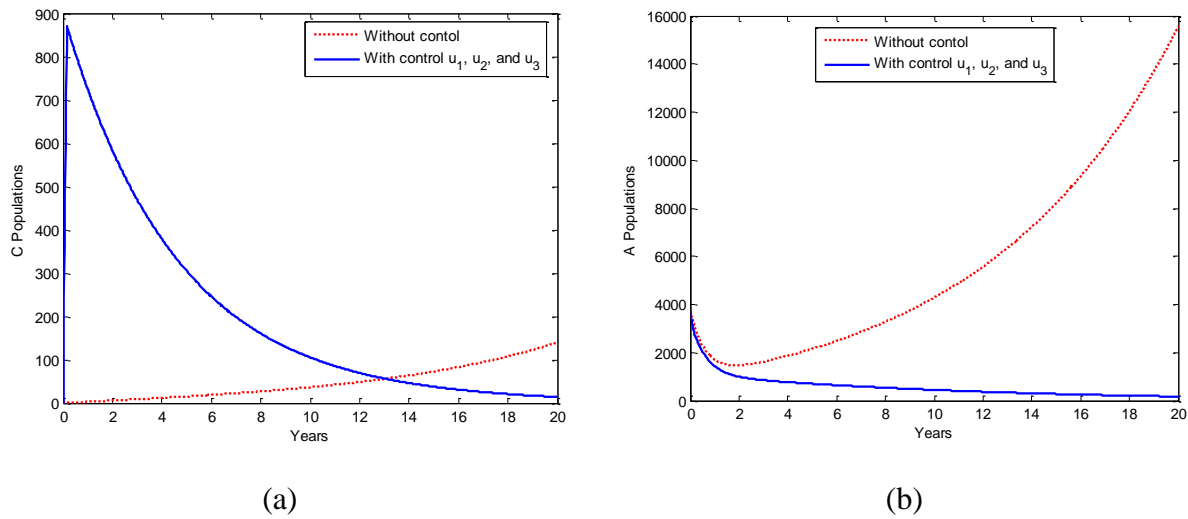 900
800
700
600
500
400
300
200
100
0
C Populations
0 2 4 6 8 10 12 14 16 18 20
Years
Without contol
With control u1, u2, and u3
(a)
16000
14000
12000
10000
8000
6000
4000
2000
0
A Populations
0 2 4 6 8 10 12 14 16 18 20
Years
Without contol
With control u1, u2, and u3
(b)